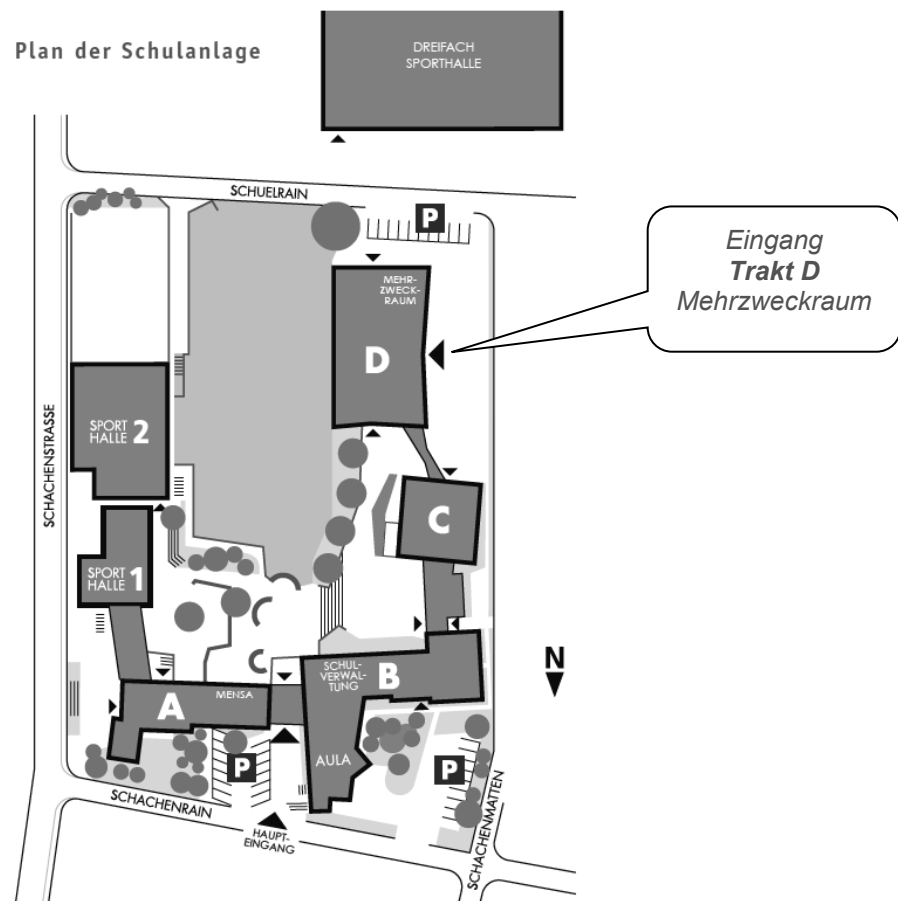 Plan der Schulanlage
DREIFACH
SPORTHALLE
SCHUELRAIN
P
Eingang
Trakt D
Mehrzweckraum
MEHR-
ZWECK-
RAUM
D
SPORT
HALLE 2
SCHACHENSTRASSE
C
SPORT
HALLE 1
N
SCHUL-
VERWAL-
TUNG
B
MENSA
A
AULA
P
P
SCHACHENRAIN
HAUPT-
EINGANG
SCHACHENMATTEN